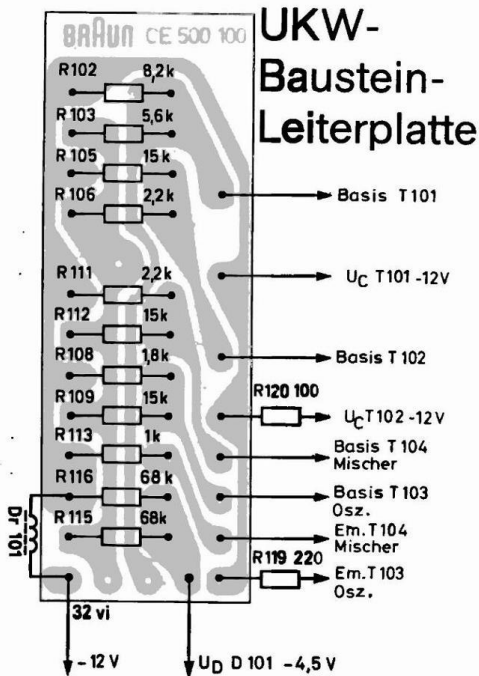 BRAUN CE 500 100
UKW-
Baustein-
Leiterplatte
R102 8,2k
R103 5,6k
R105 15k
R106 2,2k
Basis T101
UC T101 -12V
R111 2,2k
R112 15k
Basis T102
R108 1,8k
R109 15k
R120 100
UC T102 -12V
R113 1k
Basis T104
Mischer
R116 68k
Basis T103
Osz.
R115 68k
Em. T104
Mischer
Dr 101
R119 220
Em. T103
Osz.
32 vi
-12 V
UD D 101 -4,5 V